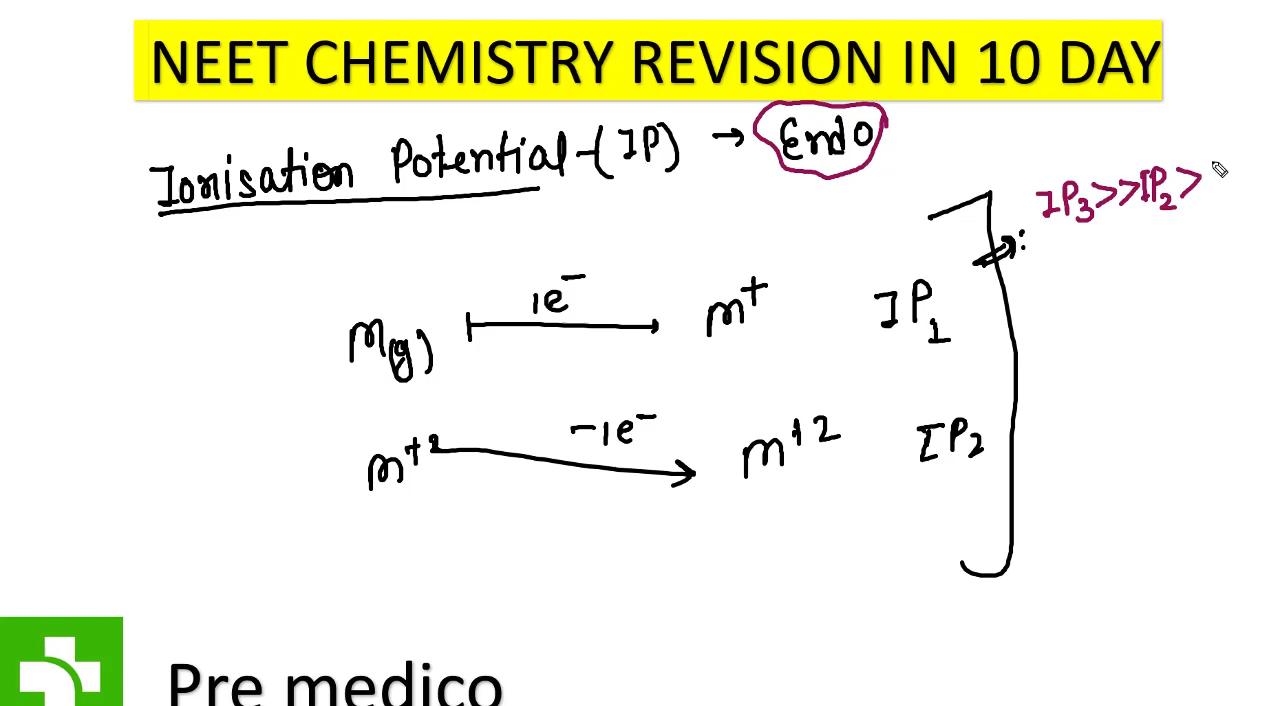 NEET CHEMISTRY REVISION IN 10 DAY
Ionisation Potential-(IP) → Endo
IP3>>IP2>
M(g) 1e⁻ → m⁺ IP1
m⁺² -1e⁻ → m⁺² IP2
Pre medico